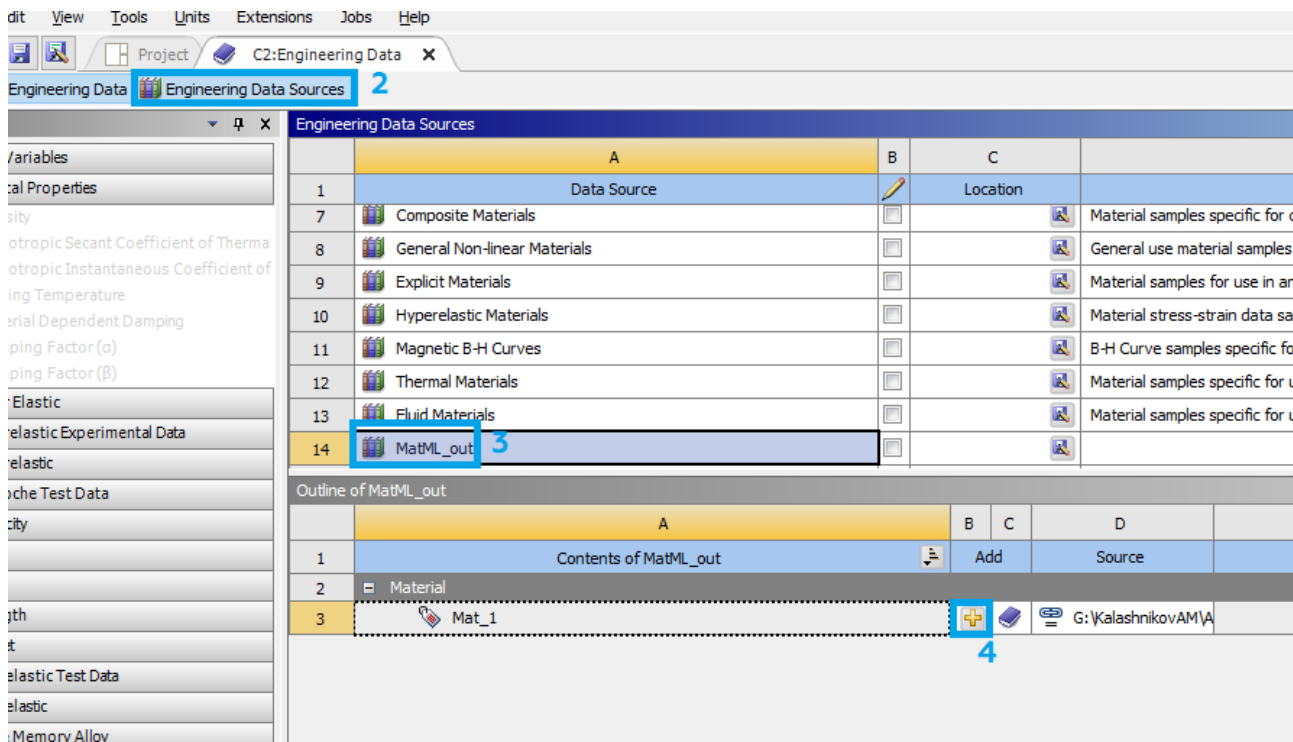 dit View Tools Units Extensions Jobs Help
Project C2:Engineering Data
Engineering Data Engineering Data Sources 2
Engineering Data Sources
Variables
cal Properties
sity
otropic Secant Coefficient of Thermal
otropic Instantaneous Coefficient of
ing Temperature
erial Dependent Damping
ping Factor (α)
ping Factor (β)
Elastic
relastic Experimental Data
relastic
oche Test Data
city
gth
et
elastic Test Data
elastic
Memory Alloy
A B C
1 Data Source Location
7 Composite Materials Material samples specific for c
8 General Non-linear Materials General use material samples
9 Explicit Materials Material samples for use in an
10 Hyperelastic Materials Material stress-strain data sa
11 Magnetic B-H Curves B-H Curve samples specific fo
12 Thermal Materials Material samples specific for u
13 Fluid Materials Material samples specific for u
14 MatML_out 3
Outline of MatML_out
A B C D
1 Contents of MatML_out Add Source
2 Material
3 Mat_1 G:\KalashnikovAM\A
4